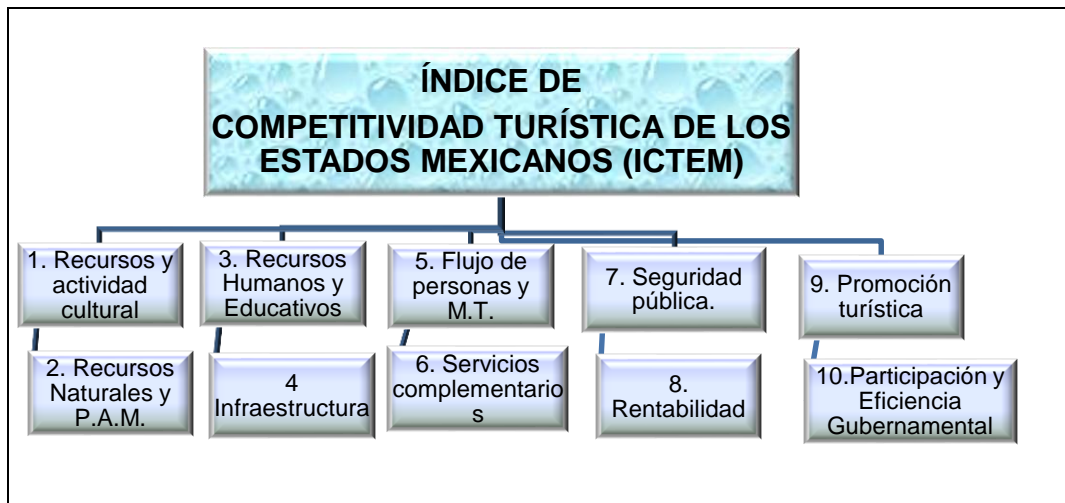 ÍNDICE DE
COMPETITIVIDAD TURÍSTICA DE LOS
ESTADOS MEXICANOS (ICTEM)
1. Recursos y
actividad
cultural
2. Recursos
Naturales y
P.A.M.
3. Recursos
Humanos y
Educativos
4
Infraestructura
5. Flujo de
personas y
M.T.
6. Servicios
complementario
s
7. Seguridad
pública.
8.
Rentabilidad
9. Promoción
turística
10.Participación y
Eficiencia
Gubernamental